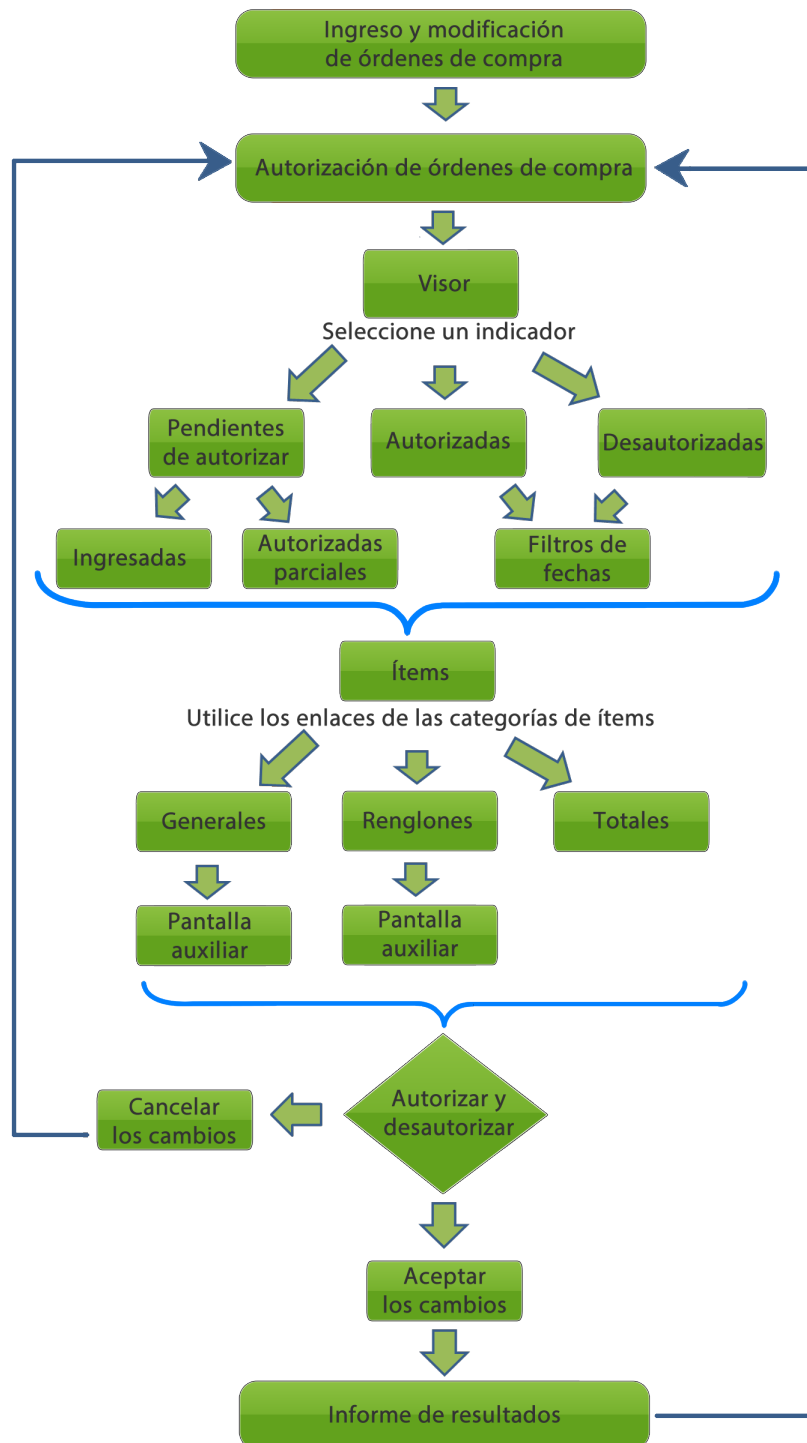 Ingreso y modificación
de órdenes de compra
Autorización de órdenes de compra
Visor
Seleccione un indicador
Pendientes
de autorizar
Autorizadas
Desautorizadas
Ingresadas
Autorizadas
parciales
Filtros de
fechas
Ítems
Utilice los enlaces de las categorías de ítems
Generales
Renglones
Totales
Pantalla
auxiliar
Pantalla
auxiliar
Autorizar y
desautorizar
Cancelar
los cambios
Aceptar
los cambios
Informe de resultados